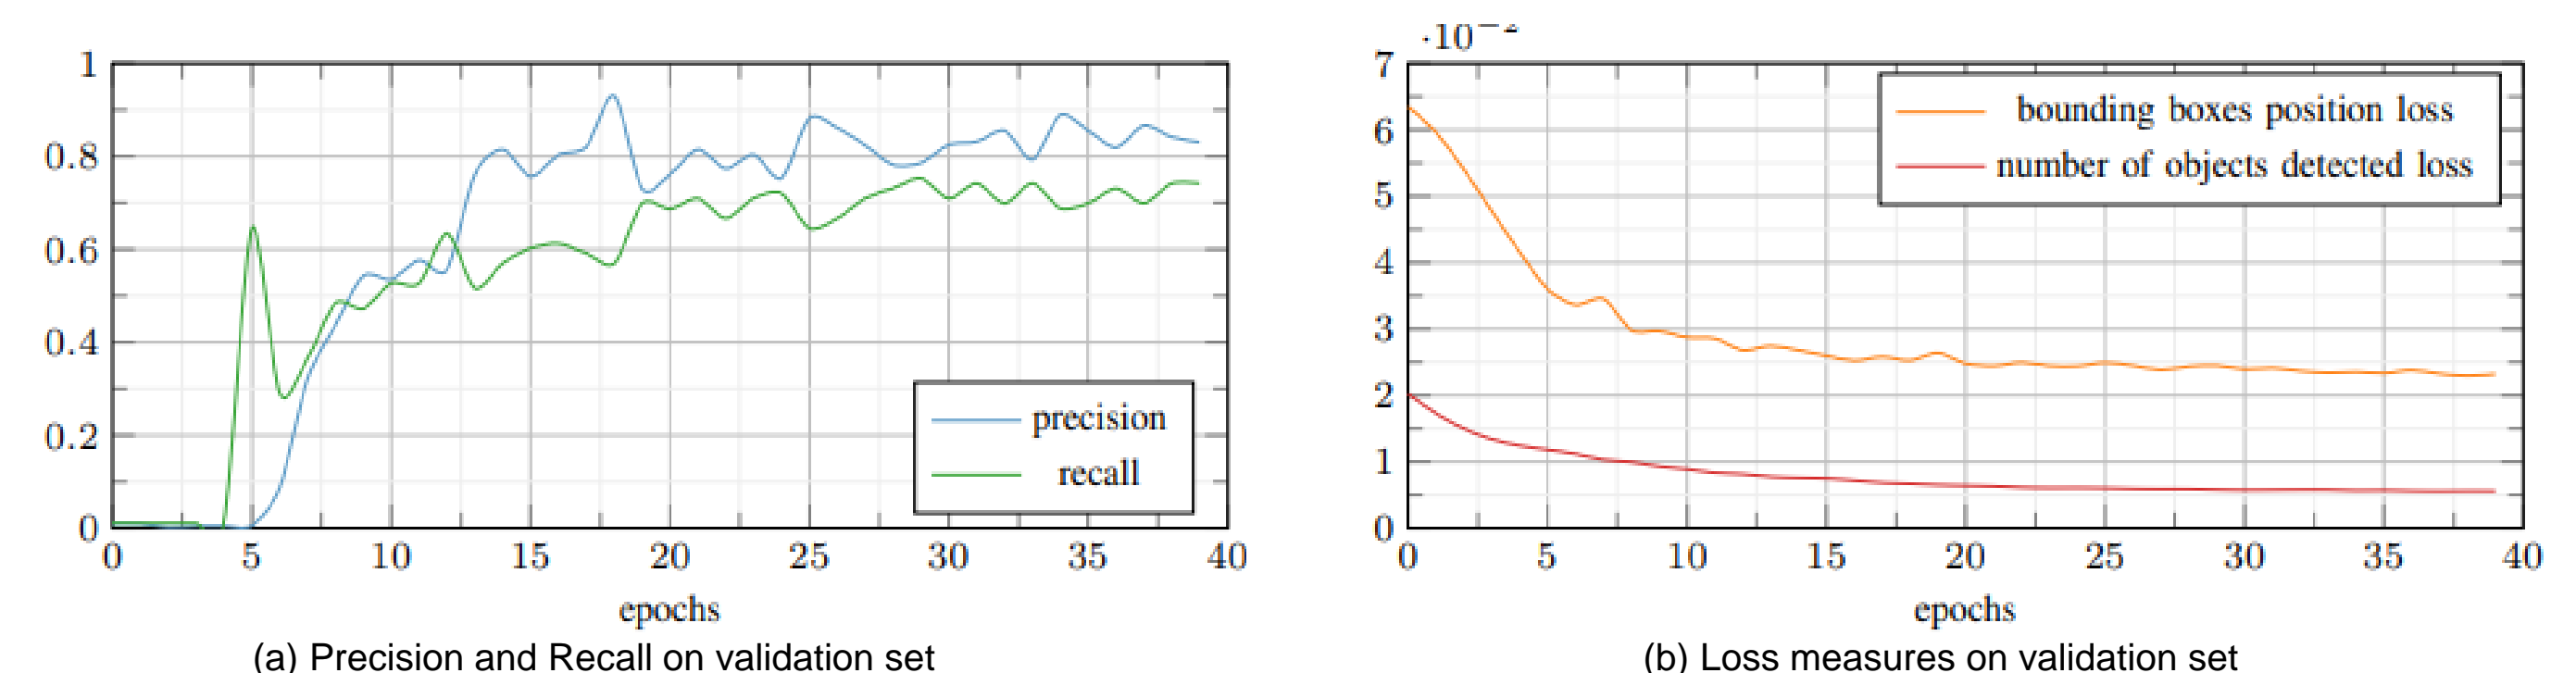 1
0.8
0.6
0.4
0.2
0
0 5 10 15 20 25 30 35 40
epochs
precision
recall
(a) Precision and Recall on validation set
·10⁻²
7
6
5
4
3
2
1
0
0 5 10 15 20 25 30 35 40
epochs
bounding boxes position loss
number of objects detected loss
(b) Loss measures on validation set